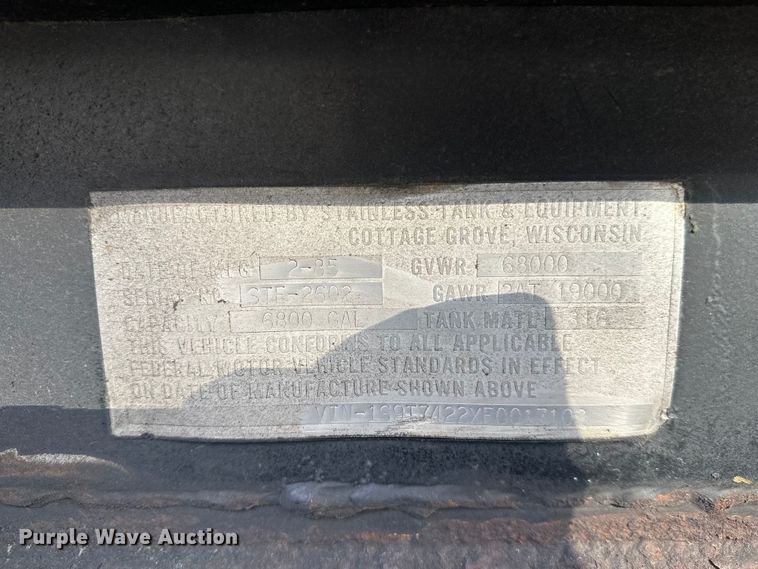 MANUFACTURED BY STAINLESS TANK & EQUIPMENT.
COTTAGE GROVE, WISCONSIN
DATE OF MFG 2-85 GVWR 68000
SERIAL NO. STE-2602 GAWR 2AT 19000
CAPACITY 6800 GAL TANK MATL 316
THIS VEHICLE CONFORMS TO ALL APPLICABLE
FEDERAL MOTOR VEHICLE STANDARDS IN EFFECT
ON DATE OF MANUFACTURE SHOWN ABOVE
Purple Wave Auction